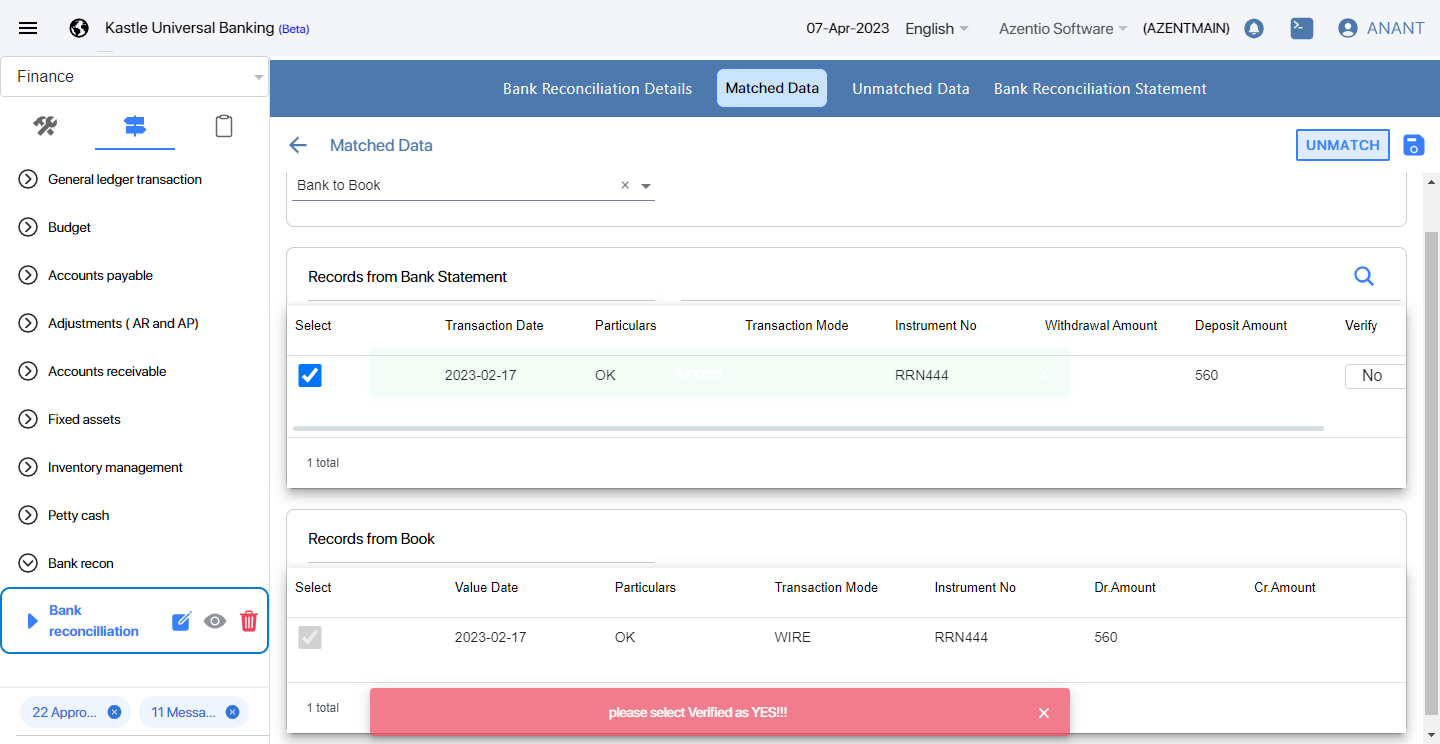 Kastle Universal Banking (Beta)
07-Apr-2023
English
Azentio Software
(AZENTMAIN)
ANANT
Finance
Bank Reconciliation Details
Matched Data
Unmatched Data
Bank Reconciliation Statement
General ledger transaction
Budget
Accounts payable
Adjustments ( AR and AP)
Accounts receivable
Fixed assets
Inventory management
Petty cash
Bank recon
Bank
reconcilliation
22 Appro...
11 Messa...
Matched Data
UNMATCH
Bank to Book
Records from Bank Statement
Select Transaction Date Particulars Transaction Mode Instrument No Withdrawal Amount Deposit Amount Verify
2023-02-17 OK RRN444 560 No
1 total
Records from Book
Select Value Date Particulars Transaction Mode Instrument No Dr.Amount Cr.Amount
2023-02-17 OK WIRE RRN444 560
1 total
please select Verified as YES!!!